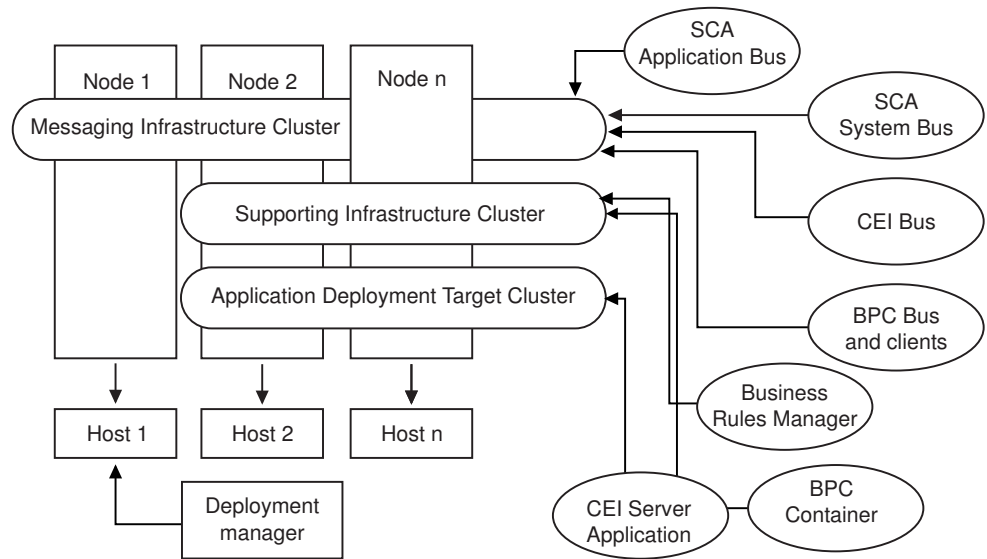 SCA
Application Bus
Node 1
Node 2
Node n
SCA
System Bus
Messaging Infrastructure Cluster
Supporting Infrastructure Cluster
CEI Bus
Application Deployment Target Cluster
BPC Bus
and clients
Business
Rules Manager
Host 1
Host 2
Host n
Deployment
manager
CEI Server
Application
BPC
Container